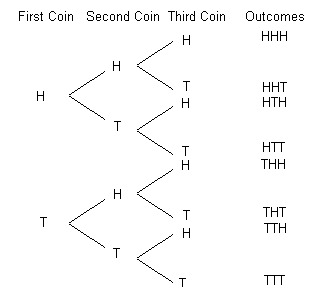 First Coin Second Coin Third Coin Outcomes
H HHH
H
T HHT
H H HTH
T
T HTT
H THH
H
T THT
T H TTH
T
T TTT